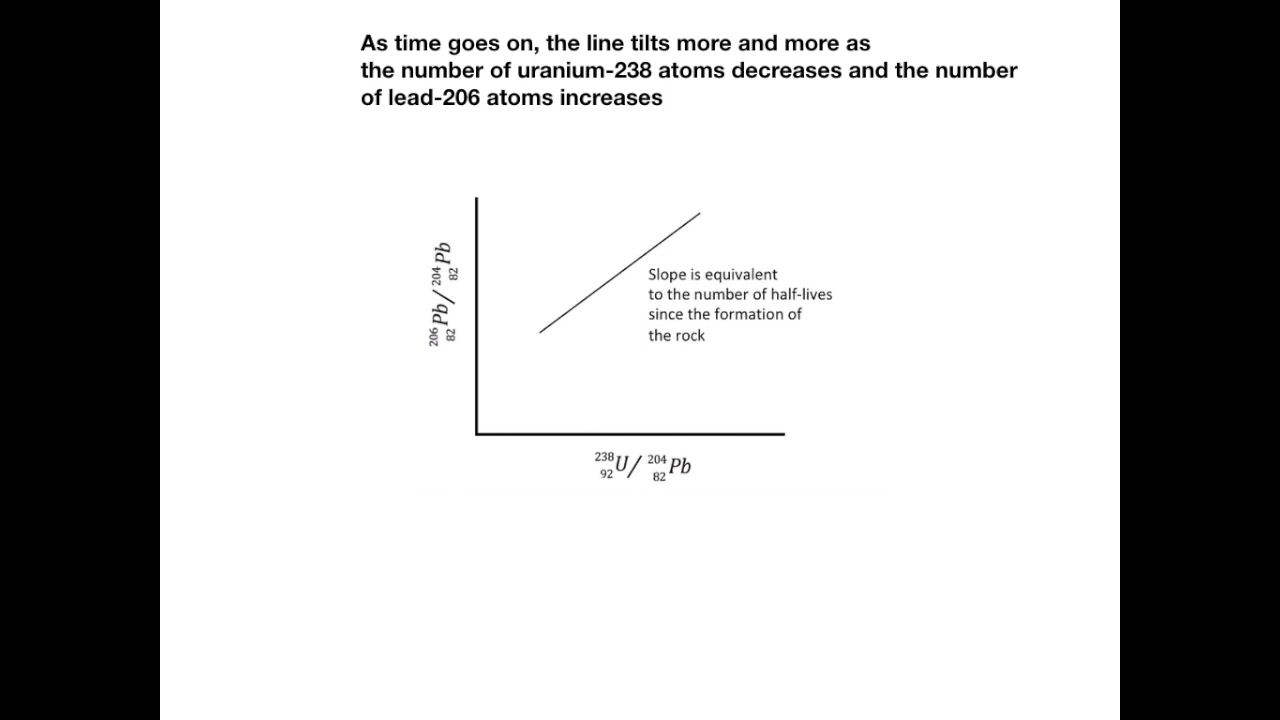 As time goes on, the line tilts more and more as
the number of uranium-238 atoms decreases and the number
of lead-206 atoms increases
²⁰⁶₈₂Pb/²⁰⁴₈₂Pb
Slope is equivalent
to the number of half-lives
since the formation of
the rock
²³⁸₉₂U/²⁰⁴₈₂Pb